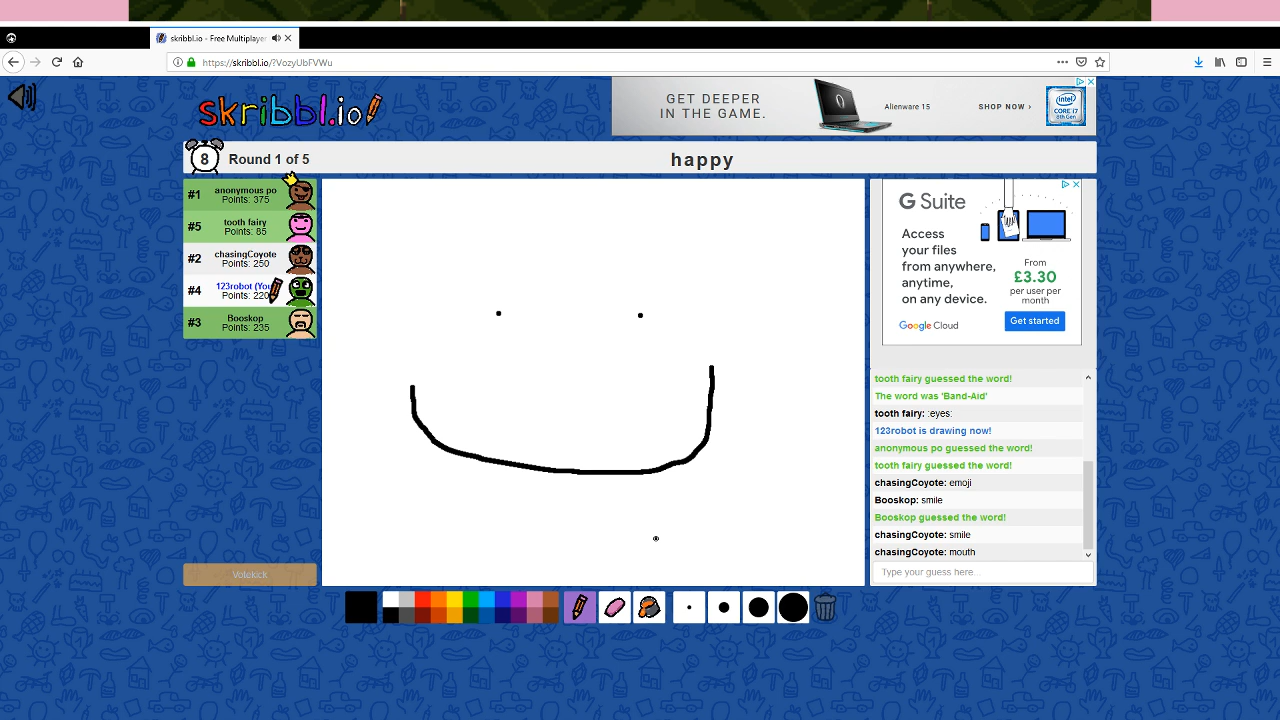 skribbl.io - Free Multiplayer
https://skribbl.io/?VozyUbFVWu
skribbl.io
GET DEEPER
IN THE GAME.
Alienware 15
SHOP NOW ›
intel
CORE i7
8th Gen
8
Round 1 of 5
happy
#1
anonymous po
Points: 375
#5
tooth fairy
Points: 85
#2
chasingCoyote
Points: 250
#4
123robot (You
Points: 220
#3
Booskop
Points: 235
Votekick
G Suite
Access
your files
from anywhere,
anytime,
on any device.
From
£3.30
per user per
month
Google Cloud
Get started
tooth fairy guessed the word!
The word was 'Band-Aid'
tooth fairy: :eyes:
123robot is drawing now!
anonymous po guessed the word!
tooth fairy guessed the word!
chasingCoyote: emoji
Booskop: smile
Booskop guessed the word!
chasingCoyote: smile
chasingCoyote: mouth
Type your guess here...